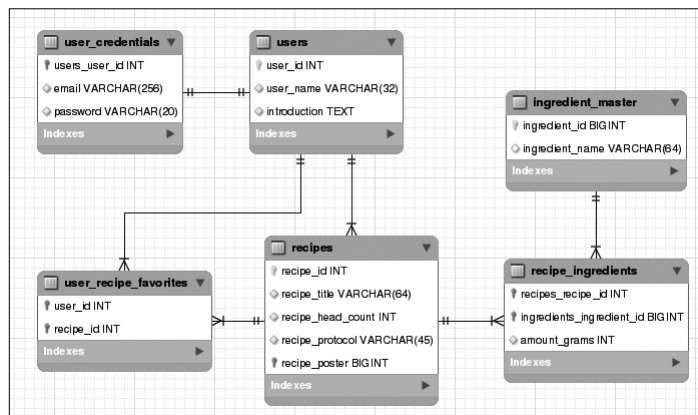 user_credentials
users_user_id INT
email VARCHAR(256)
password VARCHAR(20)
Indexes
users
user_id INT
user_name VARCHAR(32)
introduction TEXT
Indexes
ingredient_master
ingredient_id BIGINT
ingredient_name VARCHAR(64)
Indexes
user_recipe_favorites
user_id INT
recipe_id INT
Indexes
recipes
recipe_id INT
recipe_title VARCHAR(64)
recipe_head_count INT
recipe_protocol VARCHAR(45)
recipe_poster BIGINT
Indexes
recipe_ingredients
recipes_recipe_id INT
ingredients_ingredient_id BIGINT
amount_grams INT
Indexes